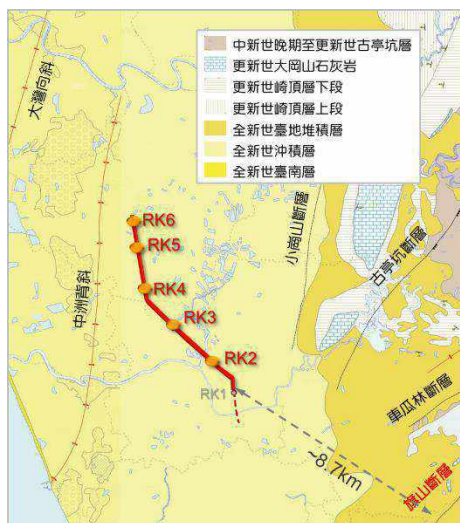 中新世晚期至更新世古亭坑層
更新世大岡山石灰岩
更新世崎頂層下段
更新世崎頂層上段
全新世臺地堆積層
全新世沖積層
全新世臺南層
大灣向斜
中洲背斜
小崗山斷層
古亭坑斷層
車瓜林斷層
旗山斷層
RK6
RK5
RK4
RK3
RK2
RK1
~8.7km